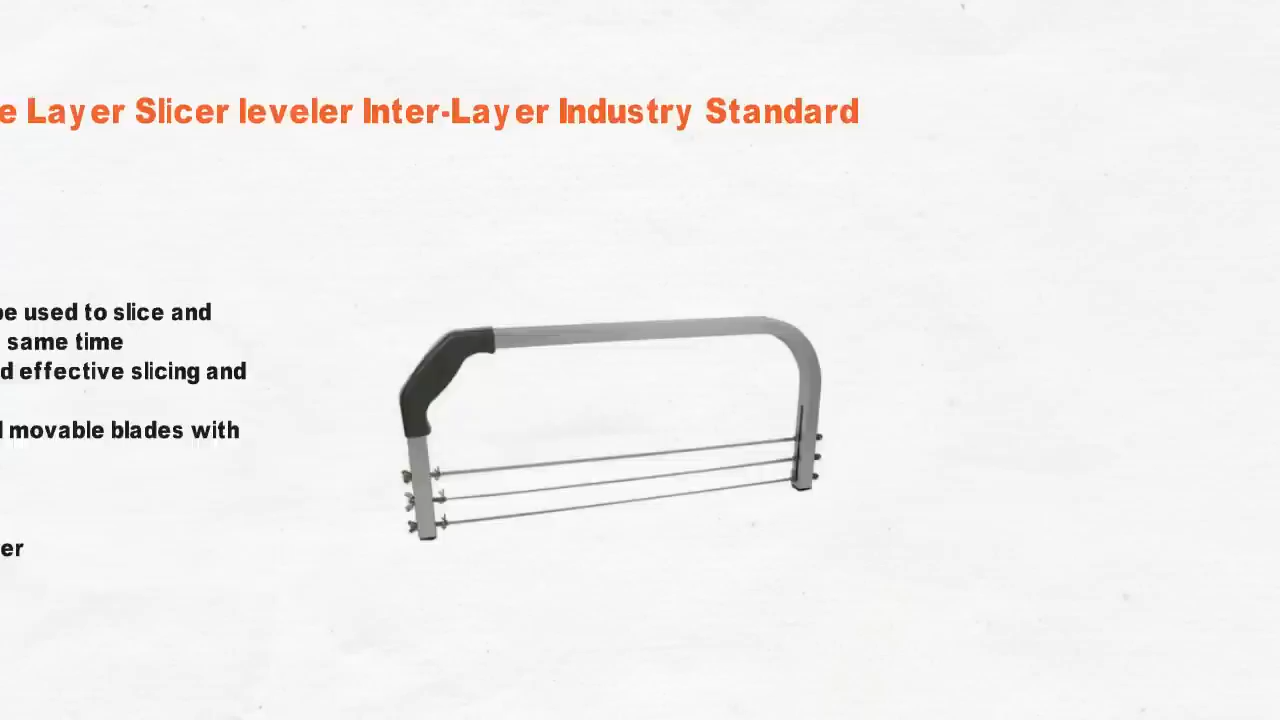 e Layer Slicer leveler Inter-Layer Industry Standard
be used to slice and
same time
d effective slicing and
movable blades with
er